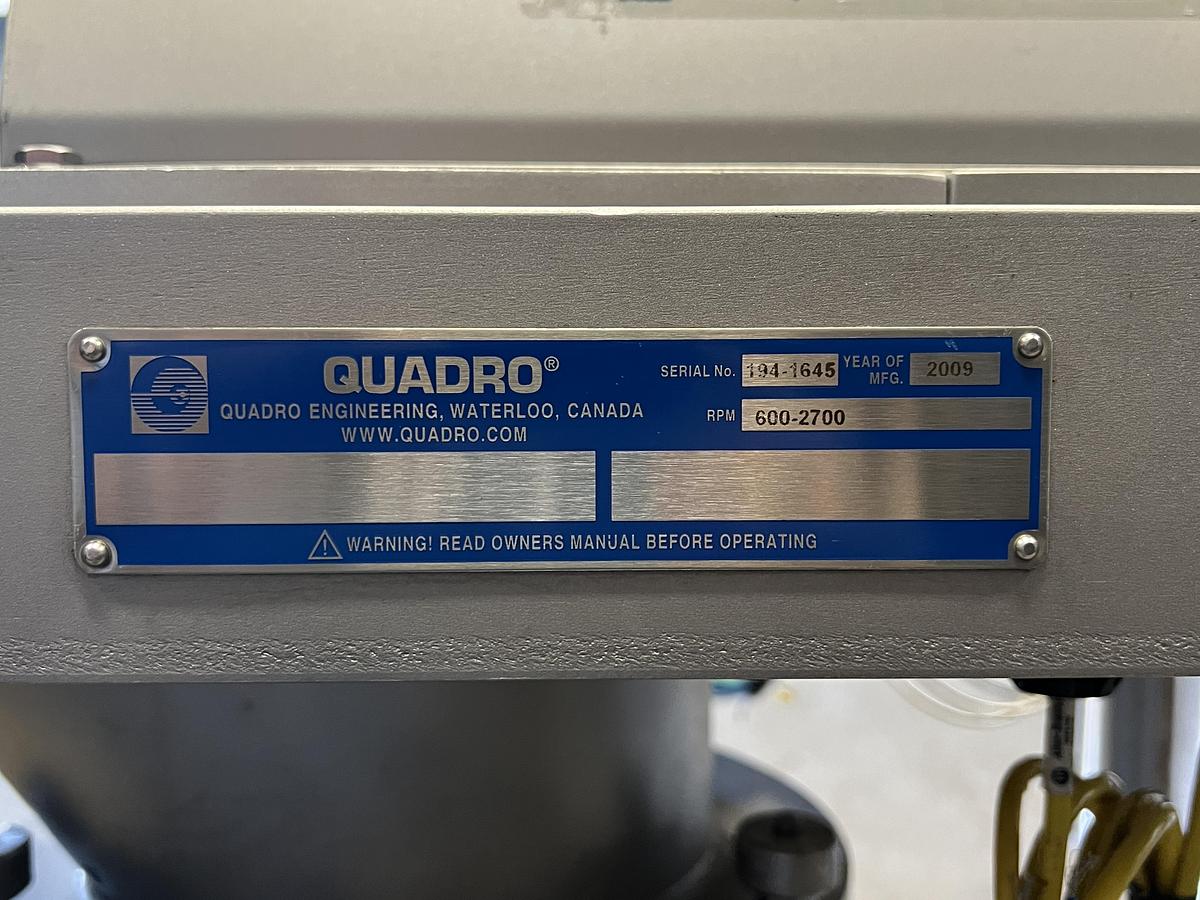 QUADRO®
QUADRO ENGINEERING, WATERLOO, CANADA
WWW.QUADRO.COM
SERIAL No. 194-1645 YEAR OF MFG. 2009
RPM 600-2700
WARNING! READ OWNERS MANUAL BEFORE OPERATING